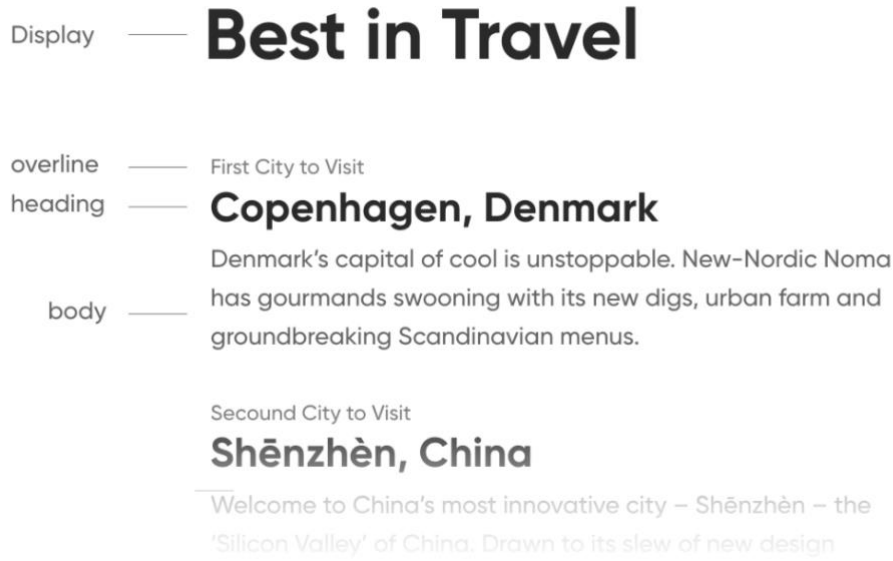 Display
Best in Travel
overline
First City to Visit
heading
Copenhagen, Denmark
Denmark’s capital of cool is unstoppable. New-Nordic Noma
has gourmands swooning with its new digs, urban farm and
body
groundbreaking Scandinavian menus.
Secound City to Visit
Shēnzhèn, China
Welcome to China’s most innovative city – Shēnzhèn – the
‘Silicon Valley’ of China. Drawn to its slew of new design